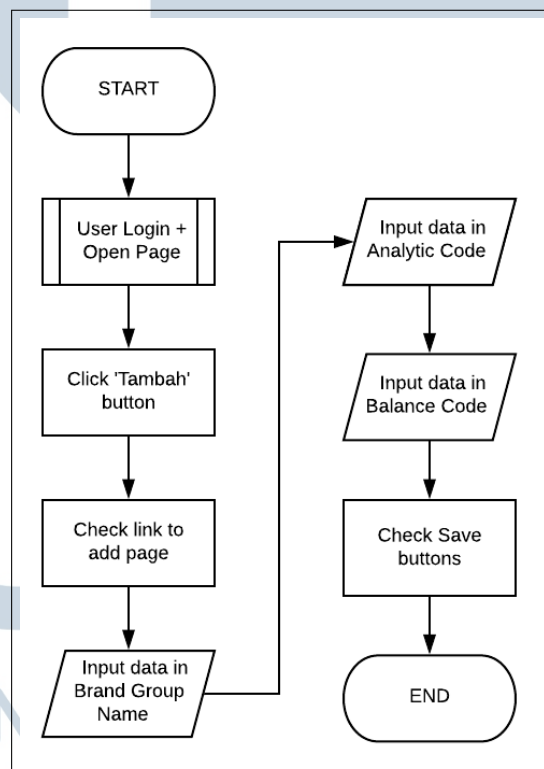 START
User Login +
Open Page
Click 'Tambah'
button
Check link to
add page
Input data in
Brand Group
Name
Input data in
Analytic Code
Input data in
Balance Code
Check Save
buttons
END